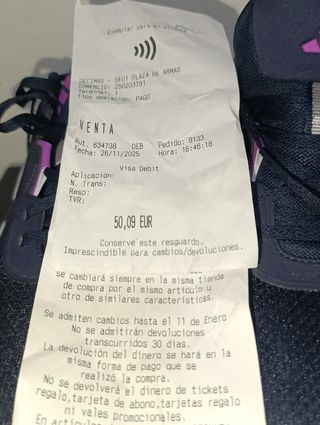 Ejemplar para el cliente
DECIMAS - SE01 PLAZA DE ARMAS
COMERCIO: 250203791
Terminal: 1
Tipo operación: PAGO
VENTA
Aut. 634738 DEB Pedido: 9133
Fecha: 26/11/2025 Hora: 16:46:18
Visa Debit
Aplicación:
N. Trans:
Resp:
TVR:
50,09 EUR
Conserve este resguardo.
Imprescindible para cambios/devoluciones.
se cambiará siempre en la misma tienda
de compra por el mismo artículo u
otro de similares características.
Se admiten cambios hasta el 11 de Enero
No se admitirán devoluciones
transcurridos 30 días.
La devolución del dinero se hará en la
misma forma de pago que se
realizó la compra.
No se devolverá el dinero de tickets
regalo, tarjeta de abono, tarjetas regalo
ni vales promocionales.
En